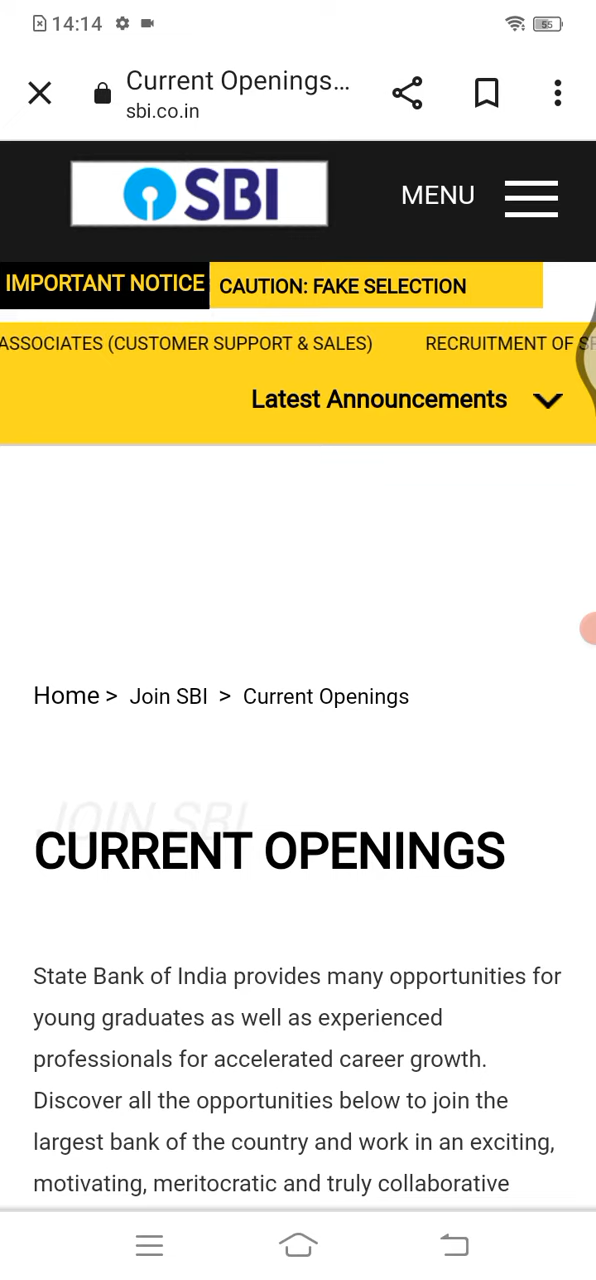 14:14
55
Current Openings...
sbi.co.in
SBI
MENU
IMPORTANT NOTICE
CAUTION: FAKE SELECTION
ASSOCIATES (CUSTOMER SUPPORT & SALES) RECRUITMENT OF
Latest Announcements
Home > Join SBI > Current Openings
JOIN SBI
CURRENT OPENINGS
State Bank of India provides many opportunities for
young graduates as well as experienced
professionals for accelerated career growth.
Discover all the opportunities below to join the
largest bank of the country and work in an exciting,
motivating, meritocratic and truly collaborative